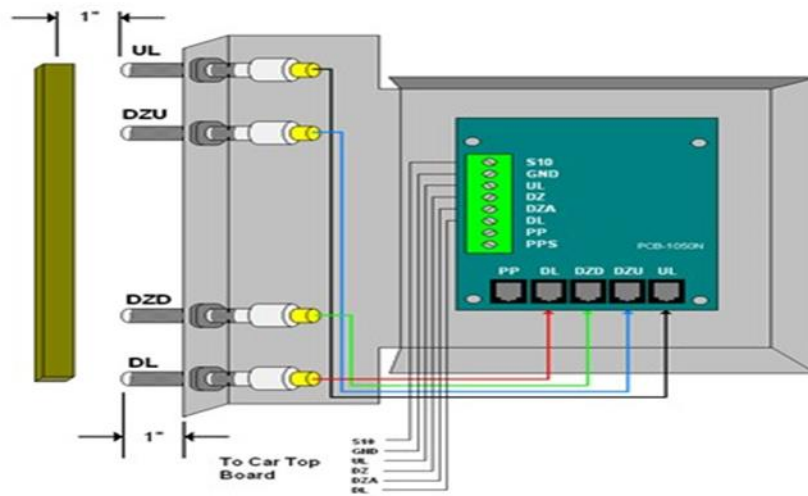 1"
UL
DZU
DZD
DL
1"
S10
GND
UL
DZ
DZA
DL
PP
PPS
PCB-1050N
PP DL DZD DZU UL
To Car Top
Board
S10
GND
UL
DZ
DZA
DL